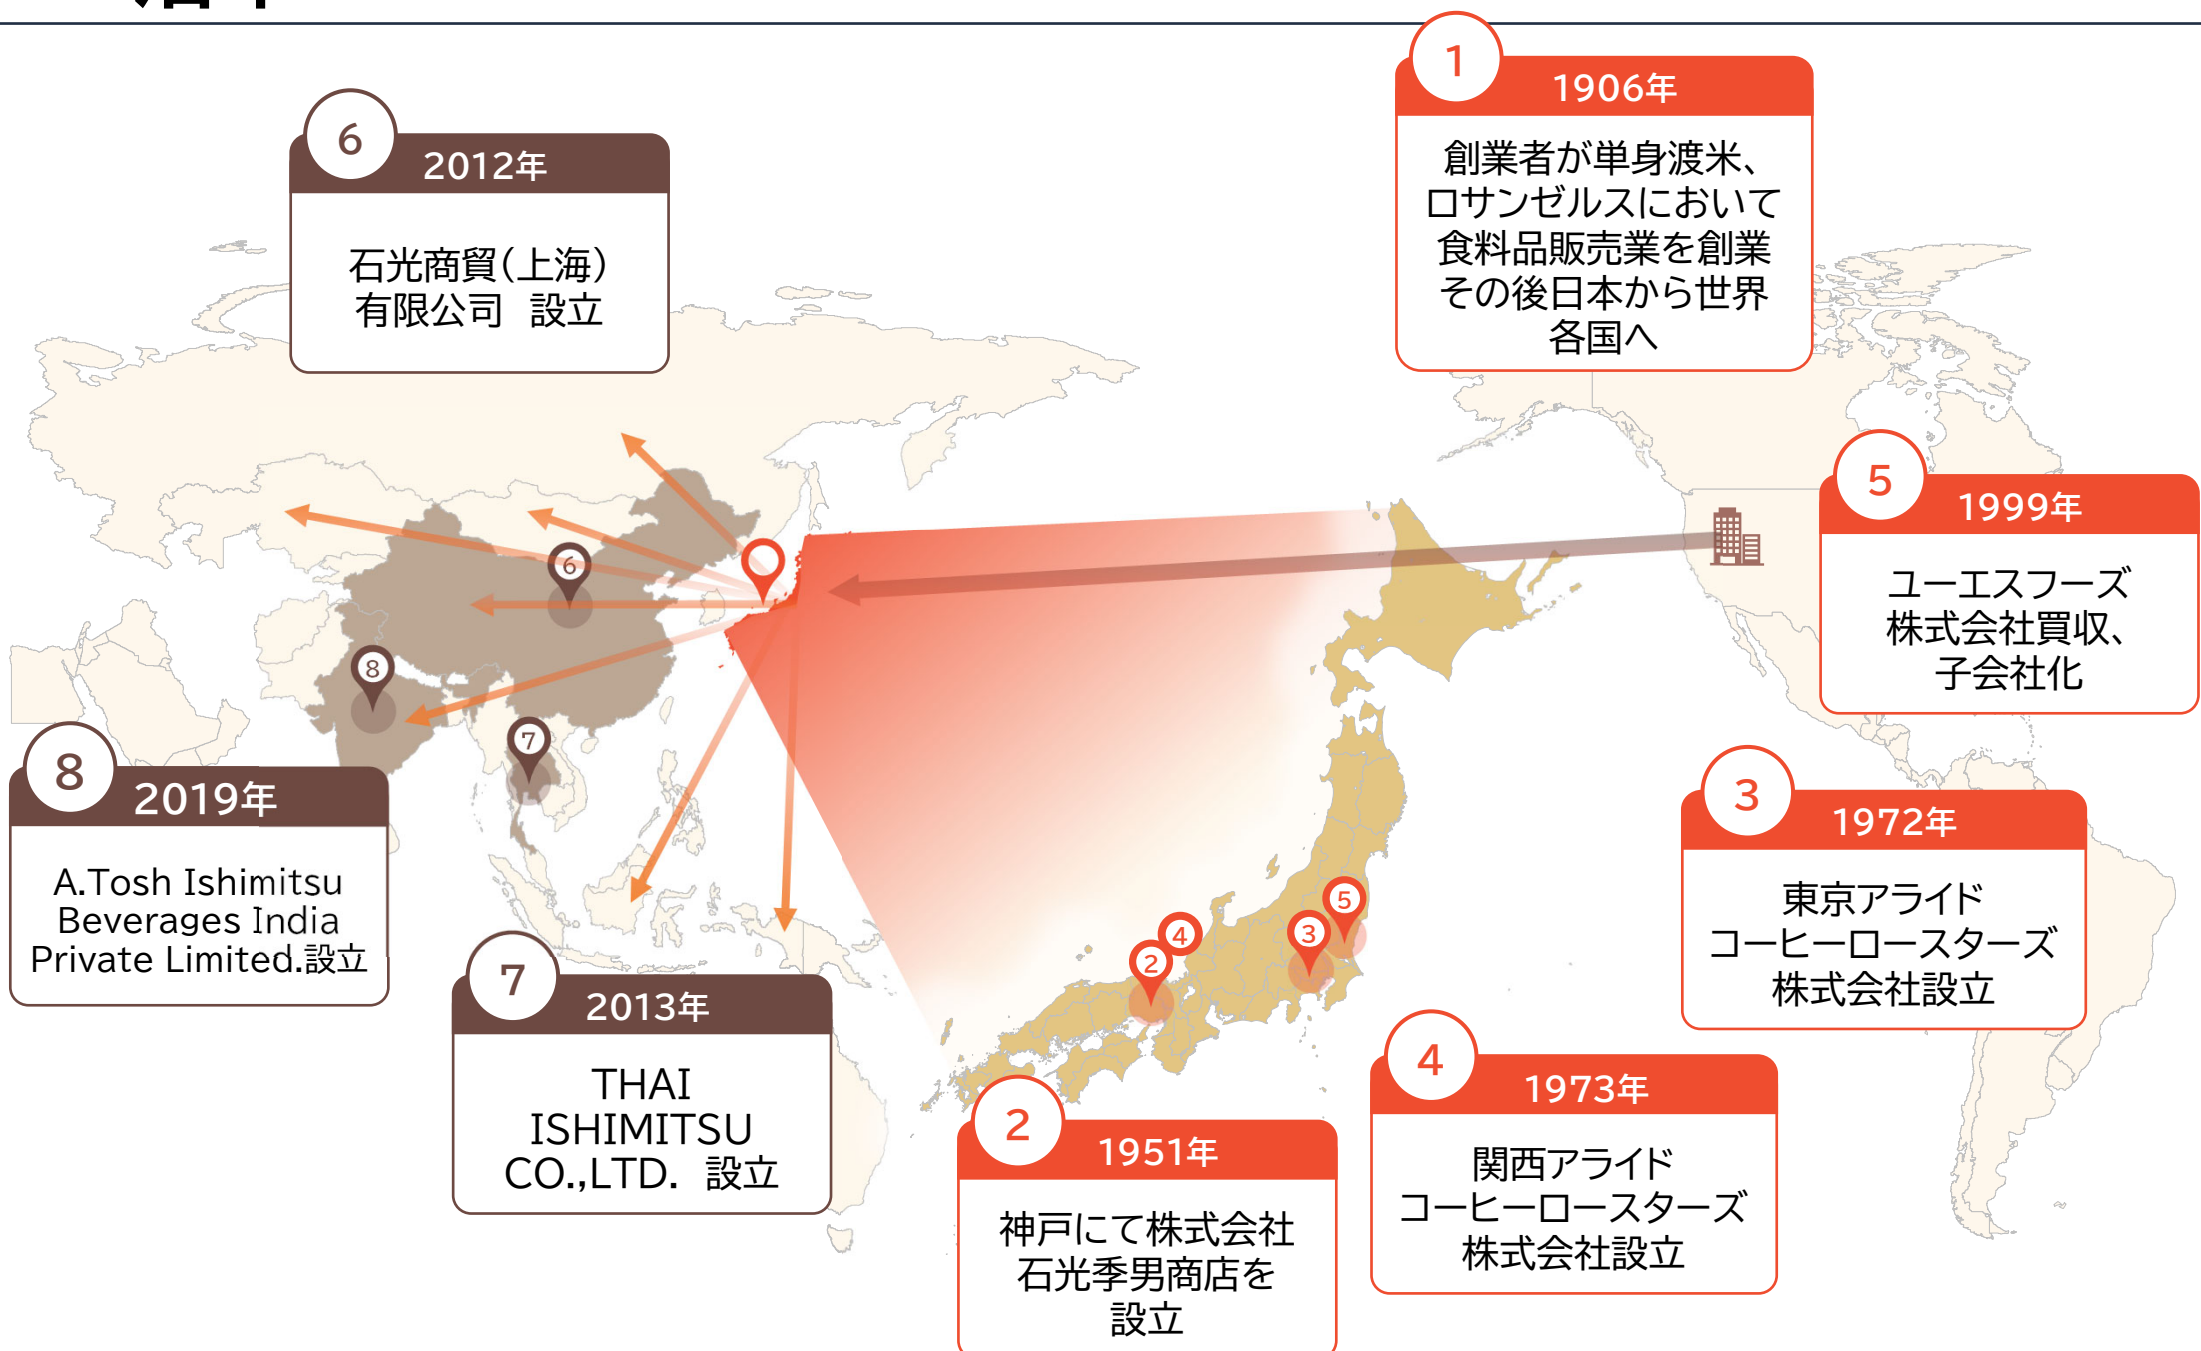 1
1906年
創業者が単身渡米、
ロサンゼルスにおいて
食料品販売業を創業
その後日本から世界
各国へ
6
2012年
石光商貿(上海)
有限公司　設立
5
1999年
ユーエスフーズ
株式会社買収、
子会社化
6
8
7
8
2019年
A.Tosh Ishimitsu
Beverages India
Private Limited.設立
3
1972年
東京アライド
コーヒーロースターズ
株式会社設立
5
4
3
2
7
2013年
THAI
ISHIMITSU
CO.,LTD.　設立
4
1973年
関西アライド
コーヒーロースターズ
株式会社設立
2
1951年
神戸にて株式会社
石光季男商店を
設立